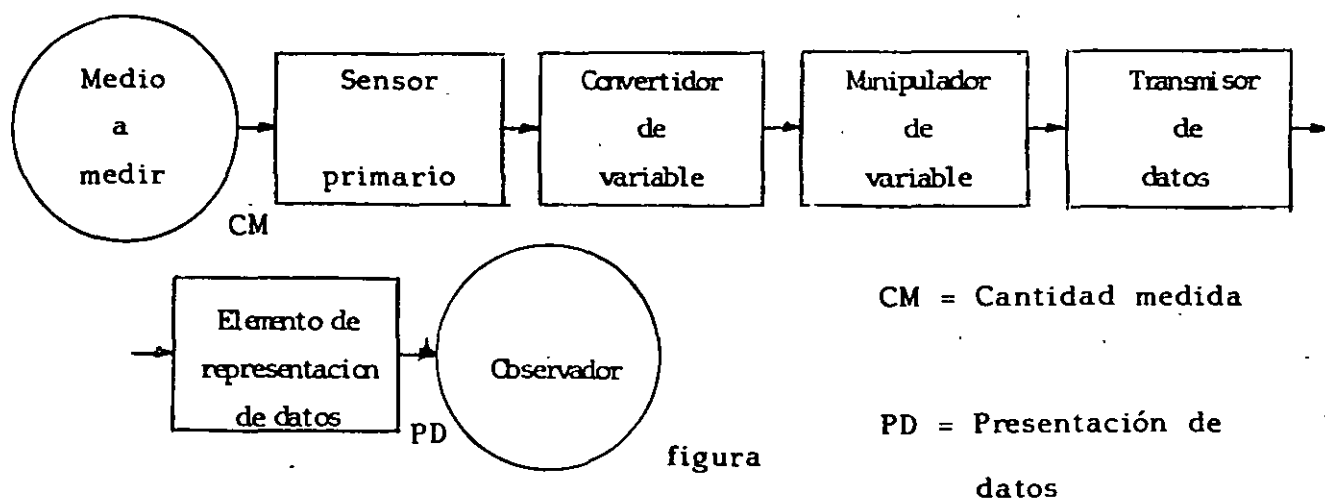 Medio
a
medir
CM
Sensor
primario
Convertidor
de
variable
Minipulador
de
variable
Transmisor
de
datos
Elemento de
representacion
de datos
PD
Observador
figura
CM = Cantidad medida
PD = Presentación de
datos